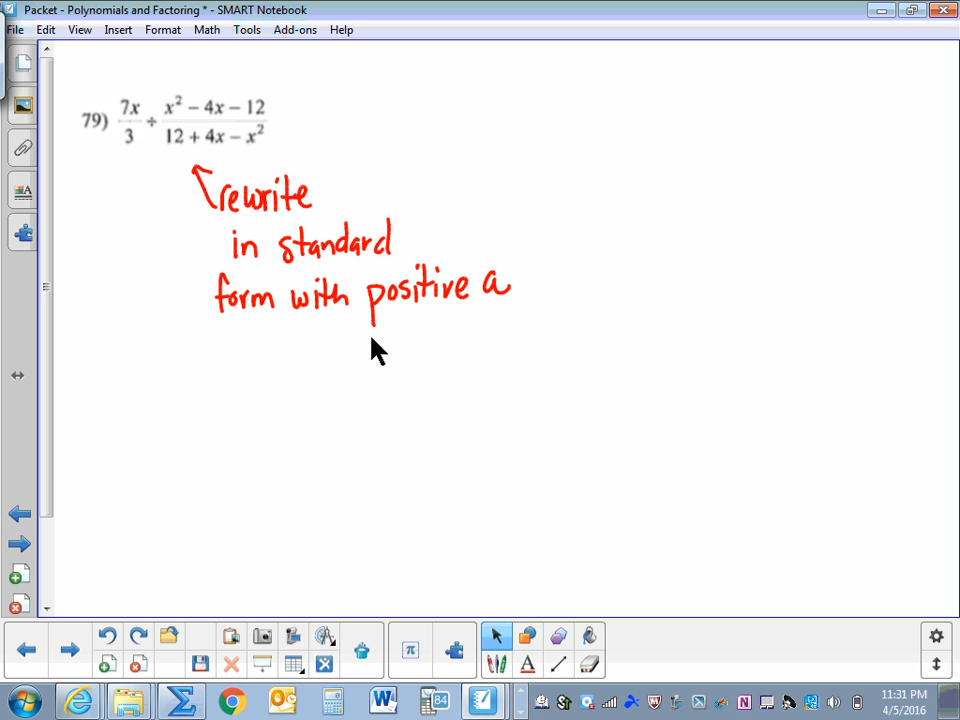 Packet - Polynomials and Factoring * - SMART Notebook
File Edit View Insert Format Math Tools Add-ons Help
79) 7x/3 ÷ (x² − 4x − 12)/(12 + 4x − x²)
rewrite
in standard
form with positive a
π
A
Σ
W
84
N
11:31 PM
4/5/2016